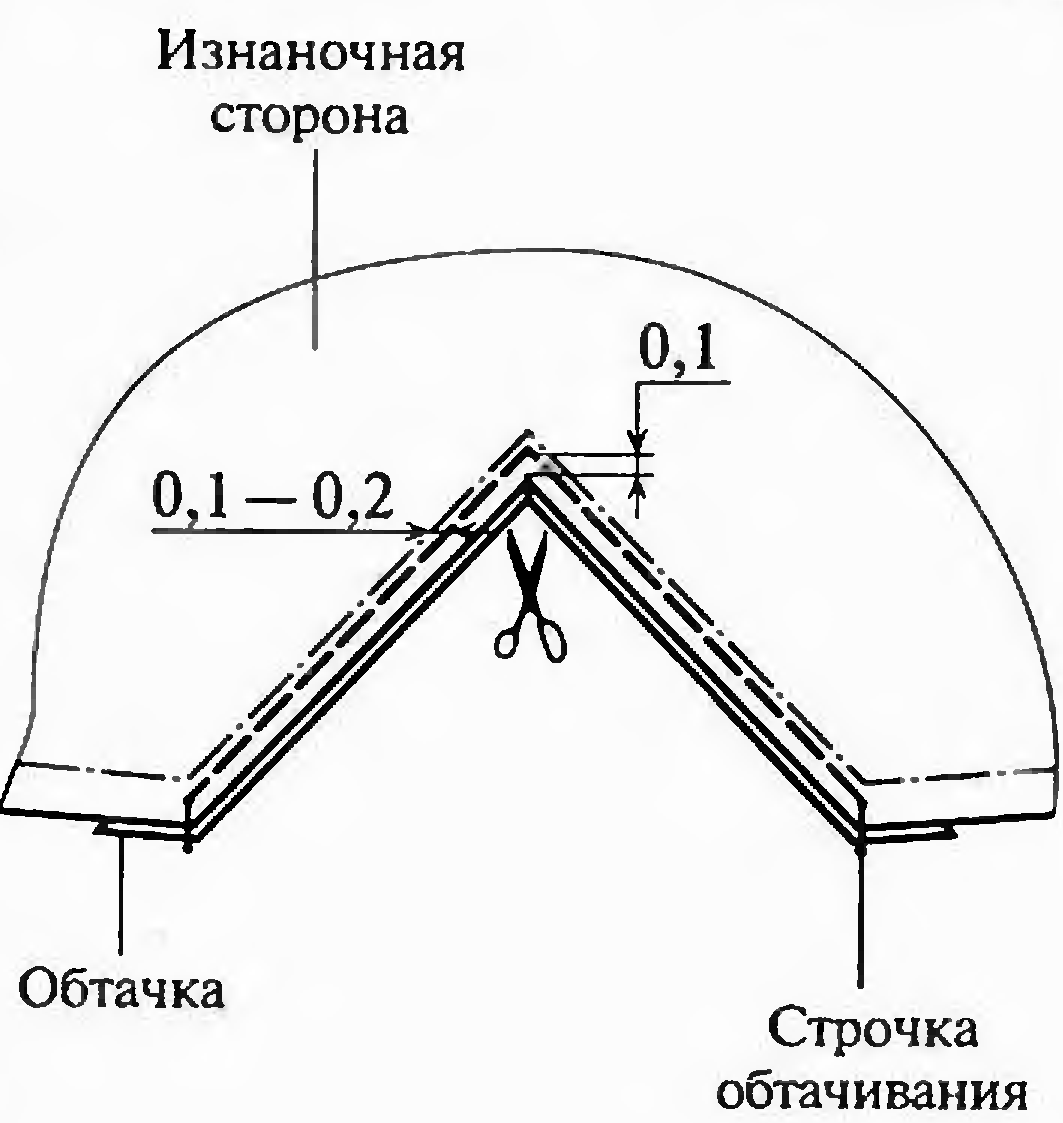 Изнаночная
сторона
0,1
0,1 — 0,2
Обтачка
Строчка
обтачивания